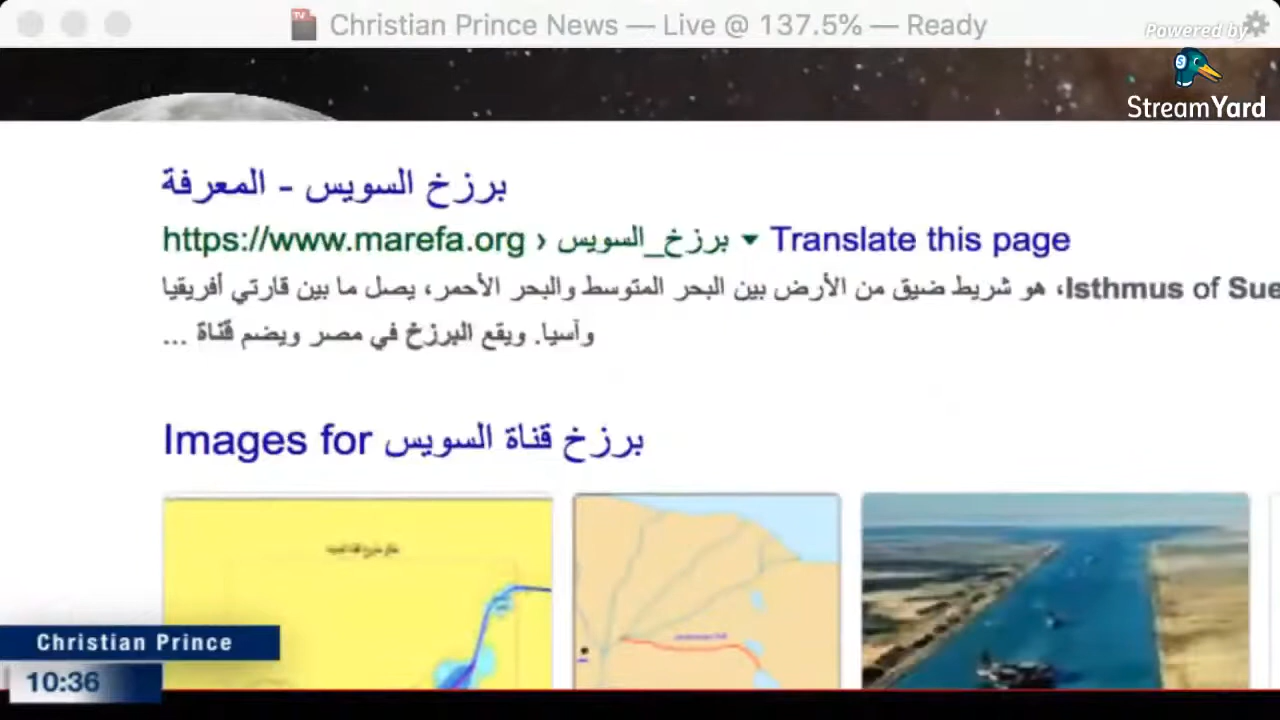 Christian Prince News — Live @ 137.5% — Ready
Powered by
StreamYard
برزخ السويس - المعرفة
https://www.marefa.org › برزخ_السويس ▾ Translate this page
Isthmus of Sue، هو شريط ضيق من الأرض بين البحر المتوسط والبحر الأحمر، يصل ما بين قارتي أفريقيا
وآسيا. ويقع البرزخ في مصر ويضم قناة ...
Images for برزخ قناة السويس
Christian Prince
10:36